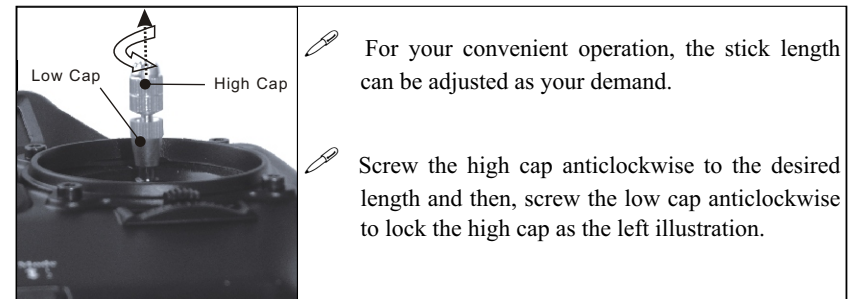 Low Cap
High Cap
For your convenient operation, the stick length
can be adjusted as your demand.
Screw the high cap anticlockwise to the desired
length and then, screw the low cap anticlockwise
to lock the high cap as the left illustration.